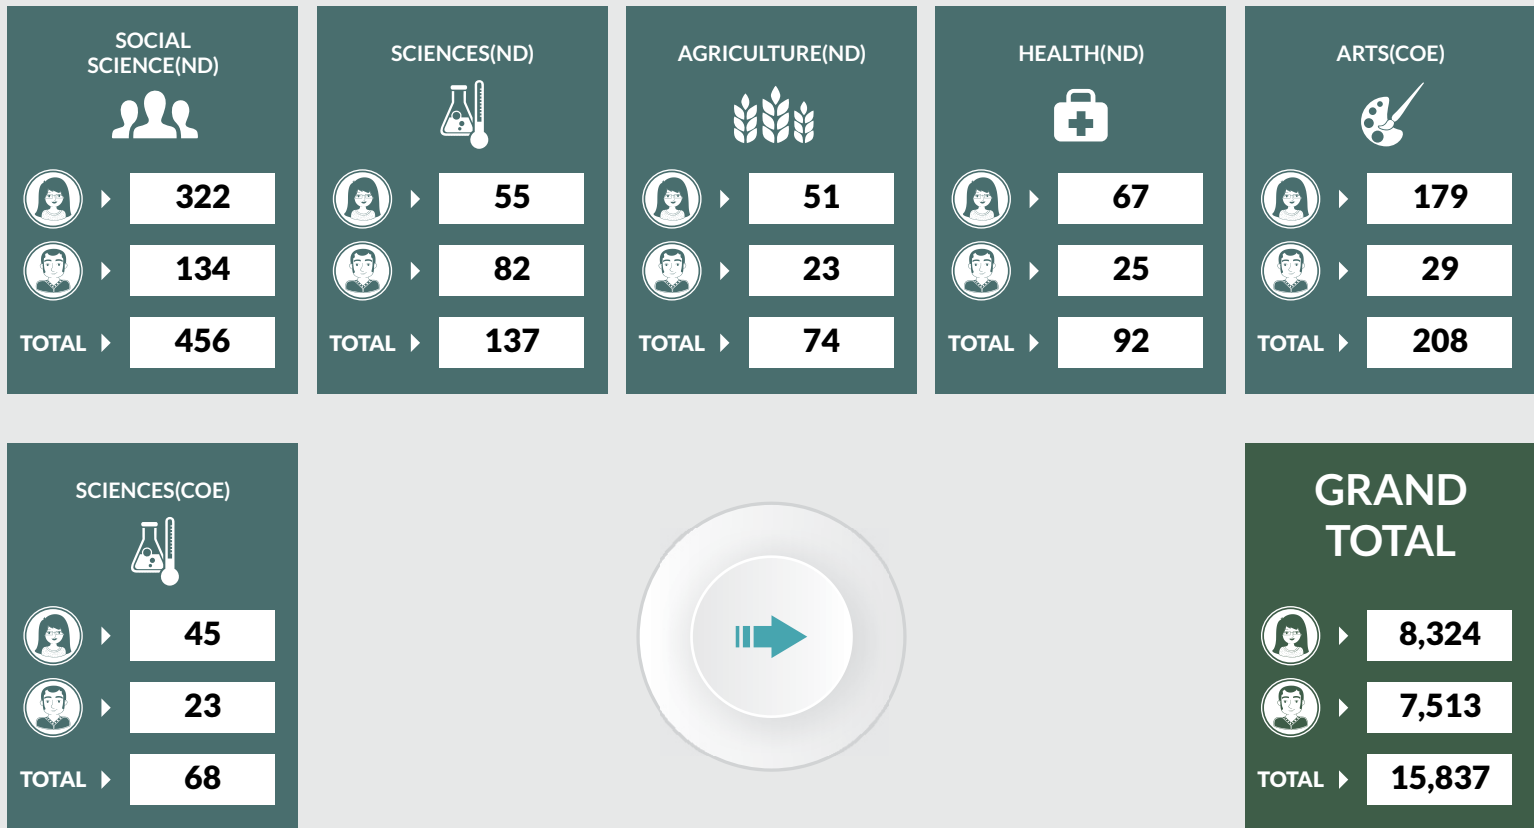 SOCIAL
SCIENCE(ND)
322
134
TOTAL 456
SCIENCES(ND)
55
82
TOTAL 137
AGRICULTURE(ND)
51
23
TOTAL 74
HEALTH(ND)
67
25
TOTAL 92
ARTS(COE)
179
29
TOTAL 208
SCIENCES(COE)
45
23
TOTAL 68
GRAND
TOTAL
8,324
7,513
TOTAL 15,837